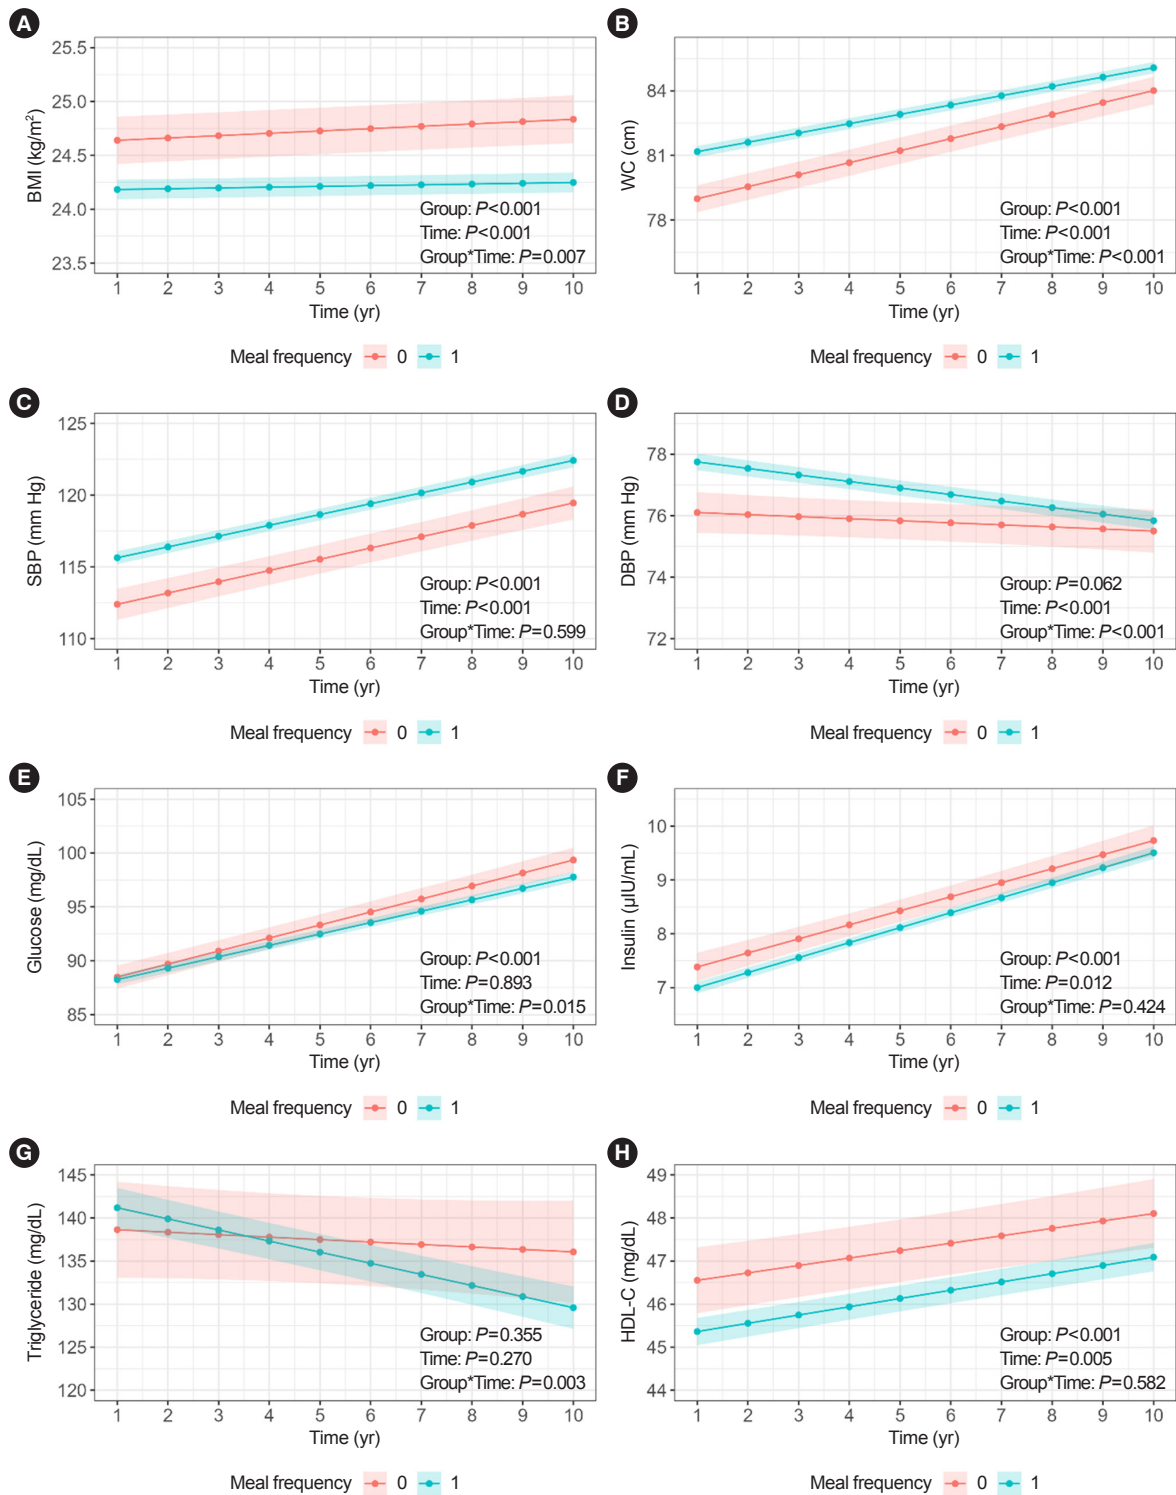 A
25.5
25.0
24.5
24.0
23.5
BMI (kg/m²)
Group: P<0.001
Time: P<0.001
Group*Time: P=0.007
1 2 3 4 5 6 7 8 9 10
Time (yr)
Meal frequency 0 1
B
84
81
78
WC (cm)
Group: P<0.001
Time: P<0.001
Group*Time: P<0.001
1 2 3 4 5 6 7 8 9 10
Time (yr)
Meal frequency 0 1
C
125
120
115
110
SBP (mm Hg)
Group: P<0.001
Time: P<0.001
Group*Time: P=0.599
1 2 3 4 5 6 7 8 9 10
Time (yr)
Meal frequency 0 1
D
78
76
74
72
DBP (mm Hg)
Group: P=0.062
Time: P<0.001
Group*Time: P<0.001
1 2 3 4 5 6 7 8 9 10
Time (yr)
Meal frequency 0 1
E
105
100
95
90
85
Glucose (mg/dL)
Group: P<0.001
Time: P=0.893
Group*Time: P=0.015
1 2 3 4 5 6 7 8 9 10
Time (yr)
Meal frequency 0 1
F
10
9
8
7
Insulin (μIU/mL)
Group: P<0.001
Time: P=0.012
Group*Time: P=0.424
1 2 3 4 5 6 7 8 9 10
Time (yr)
Meal frequency 0 1
G
145
140
135
130
125
120
Triglyceride (mg/dL)
Group: P=0.355
Time: P=0.270
Group*Time: P=0.003
1 2 3 4 5 6 7 8 9 10
Time (yr)
Meal frequency 0 1
H
49
48
47
46
45
44
HDL-C (mg/dL)
Group: P<0.001
Time: P=0.005
Group*Time: P=0.582
1 2 3 4 5 6 7 8 9 10
Time (yr)
Meal frequency 0 1